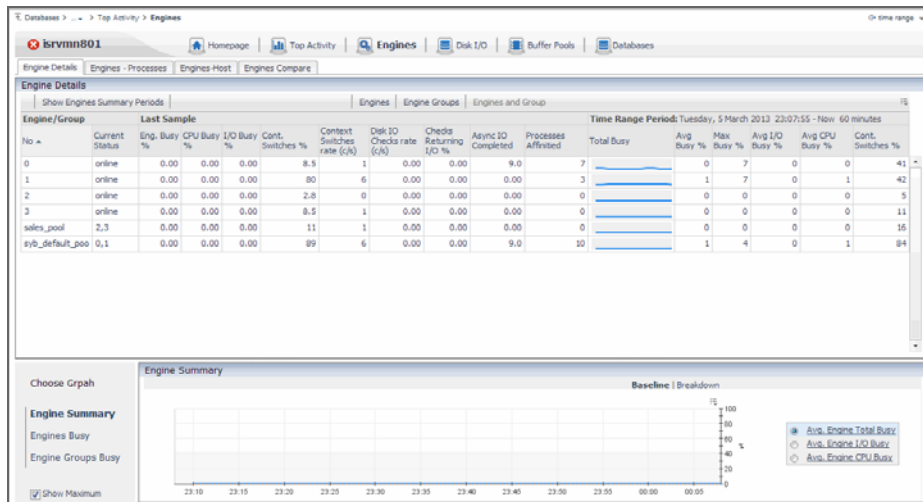 Databases > ... > Top Activity > Engines
time range
isrvmn801
Homepage | Top Activity | Engines | Disk I/O | Buffer Pools | Databases
Engine Details Engines - Processes Engines-Host Engines Compare
Engine Details
Show Engines Summary Periods | Engines | Engine Groups | Engines and Group
Engine/Group Last Sample Time Range Period: Tuesday, 5 March 2013 23:07:55 - Now 60 minutes
No Current Status Eng. Busy % CPU Busy % I/O Busy % Cont. Switches % Context Switches rate (c/s) Disk IO Checks rate (c/s) Checks Returning I/O % Async IO Completed Processes Affinited Total Busy Avg Busy % Max Busy % Avg I/O Busy % Avg CPU Busy % Cont. Switches %
0 online 0.00 0.00 0.00 8.5 1 0.00 0.00 9.0 7 0 7 0 0 41
1 online 0.00 0.00 0.00 80 6 0.00 0.00 0.00 3 1 7 0 1 42
2 online 0.00 0.00 0.00 2.8 0 0.00 0.00 0.00 0 0 0 0 0 5
3 online 0.00 0.00 0.00 8.5 1 0.00 0.00 0.00 0 0 0 0 0 11
sales_pool 2,3 0.00 0.00 0.00 11 1 0.00 0.00 0.00 0 0 0 0 0 16
syb_default_poo 0,1 0.00 0.00 0.00 89 6 0.00 0.00 9.0 10 1 4 0 1 84
Choose Grpah
Engine Summary
Engines Busy
Engine Groups Busy
Show Maximum
Engine Summary
Baseline | Breakdown
100
80
60
40
20
0
%
23:10 23:15 23:20 23:25 23:30 23:35 23:40 23:45 23:50 23:55 00:00 00:05
Avg. Engine Total Busy
Avg. Engine I/O Busy
Avg. Engine CPU Busy